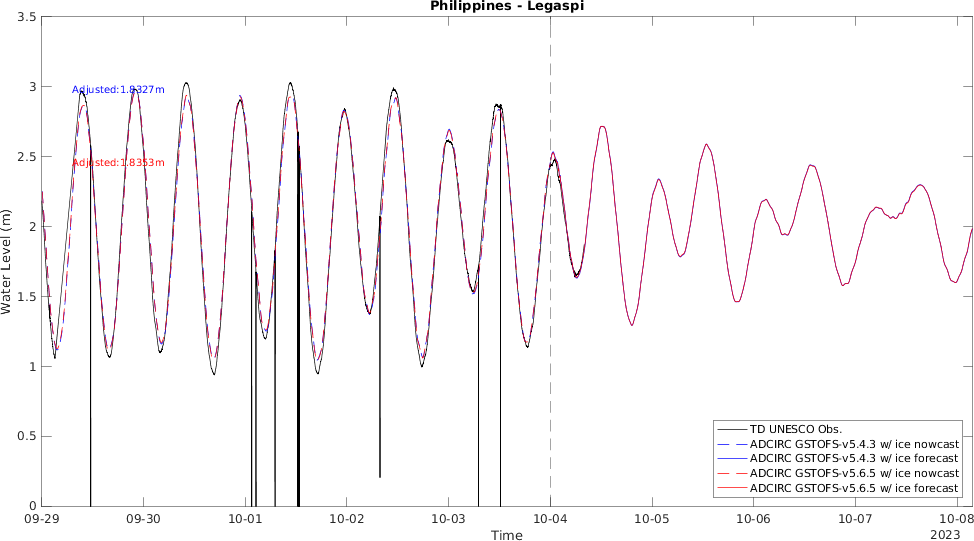 Philippines - Legaspi
3.5
3
2.5
2
1.5
1
0.5
0
Water Level (m)
Adjusted:1.8327m
Adjusted:1.8353m
TD UNESCO Obs.
ADCIRC GSTOFS-v5.4.3 w/ ice nowcast
ADCIRC GSTOFS-v5.4.3 w/ ice forecast
ADCIRC GSTOFS-v5.6.5 w/ ice nowcast
ADCIRC GSTOFS-v5.6.5 w/ ice forecast
09-29 09-30 10-01 10-02 10-03 10-04 10-05 10-06 10-07 10-08
Time
2023